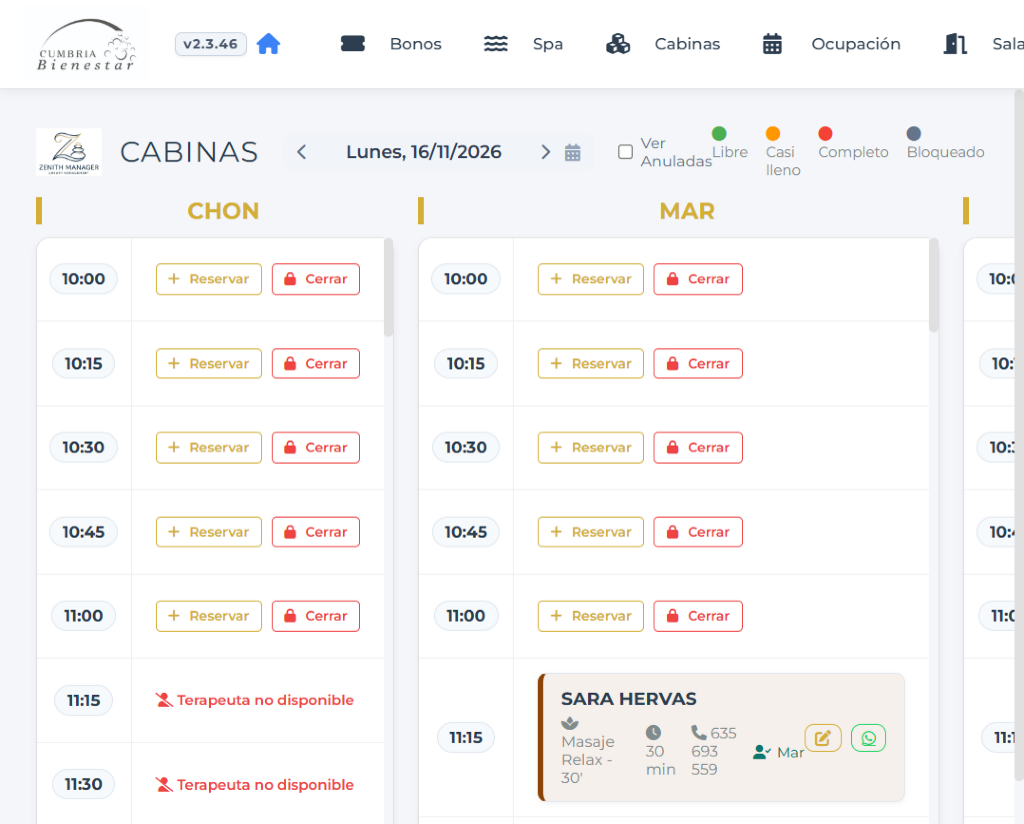 CUMBRIA
Bienestar
v2.3.46
Bonos
Spa
Cabinas
Ocupación
Sala
ZENITH MANAGER
CABINAS
Lunes, 16/11/2026
Ver
Anuladas
Libre
Casi
lleno
Completo
Bloqueado
CHON
MAR
10:00 Reservar Cerrar
10:00 Reservar Cerrar
10:15 Reservar Cerrar
10:15 Reservar Cerrar
10:30 Reservar Cerrar
10:30 Reservar Cerrar
10:45 Reservar Cerrar
10:45 Reservar Cerrar
11:00 Reservar Cerrar
11:00 Reservar Cerrar
11:15 Terapeuta no disponible
11:30 Terapeuta no disponible
11:15
SARA HERVAS
Masaje
Relax -
30'
30
min
635
693
559
Mar